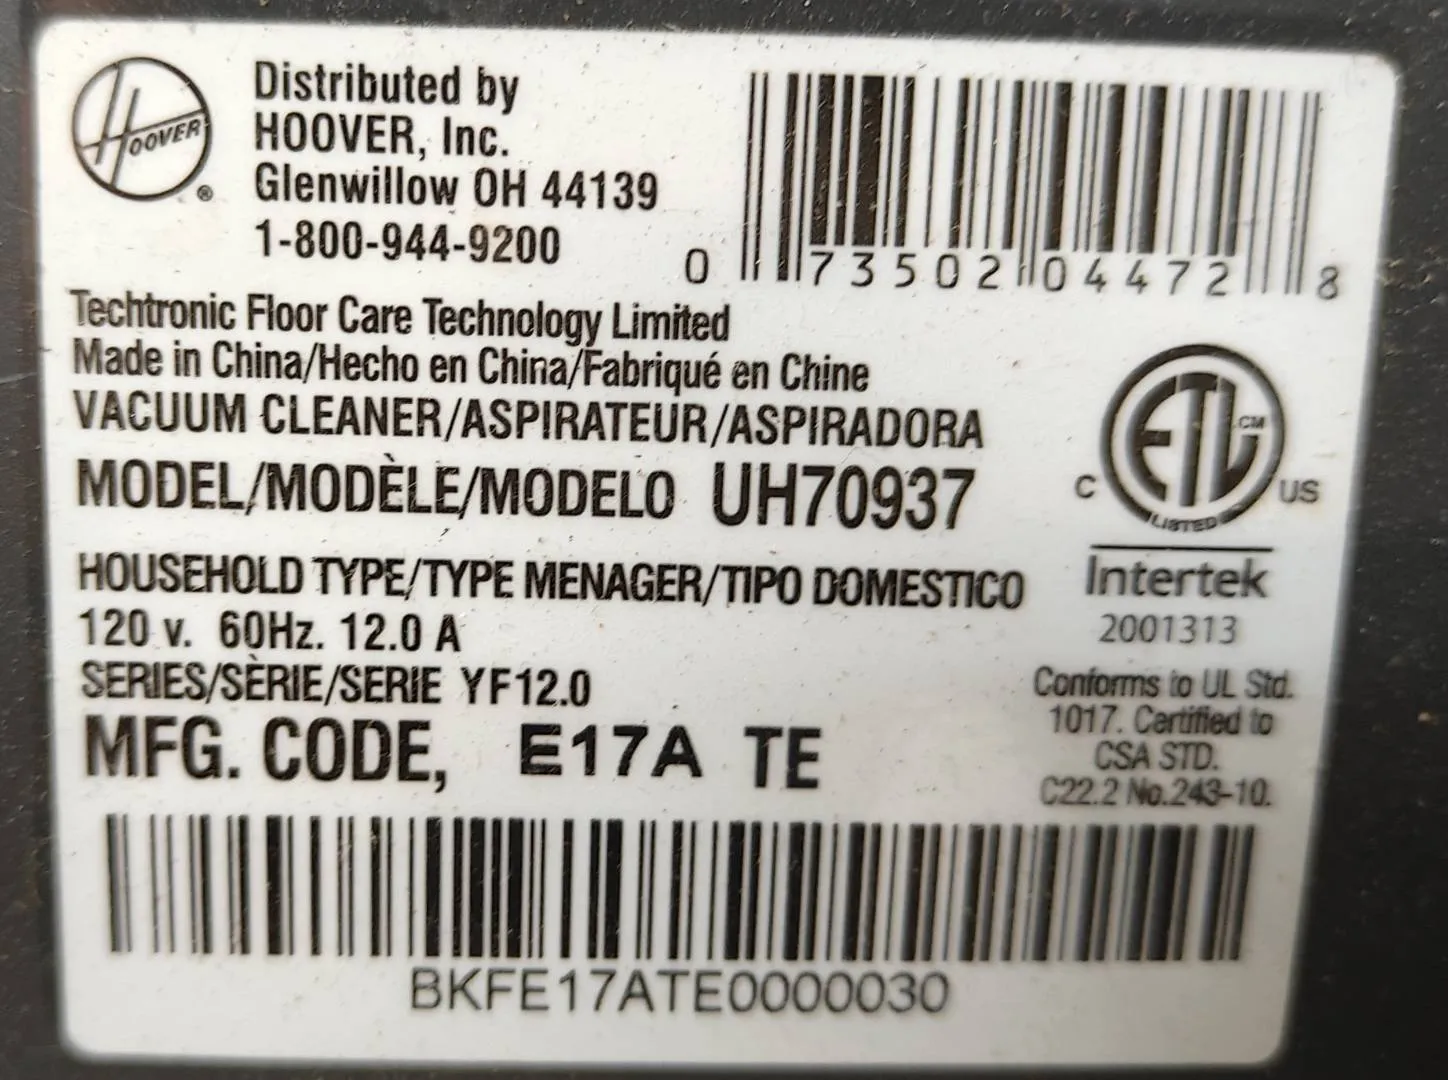 HOOVER
®
Distributed by
HOOVER, Inc.
Glenwillow OH 44139
1-800-944-9200
0 73502 04472 8
Techtronic Floor Care Technology Limited
Made in China/Hecho en China/Fabriqué en Chine
VACUUM CLEANER/ASPIRATEUR/ASPIRADORA
MODEL/MODÈLE/MODELO UH70937
HOUSEHOLD TYPE/TYPE MENAGER/TIPO DOMESTICO
120 v. 60Hz. 12.0 A
SERIES/SÈRIE/SERIE YF12.0
MFG. CODE, E17A TE
ETL CM
C US
LISTED
Intertek
2001313
Conforms to UL Std.
1017. Certified to
CSA STD.
C22.2 No.243-10.
BKFE17ATE0000030